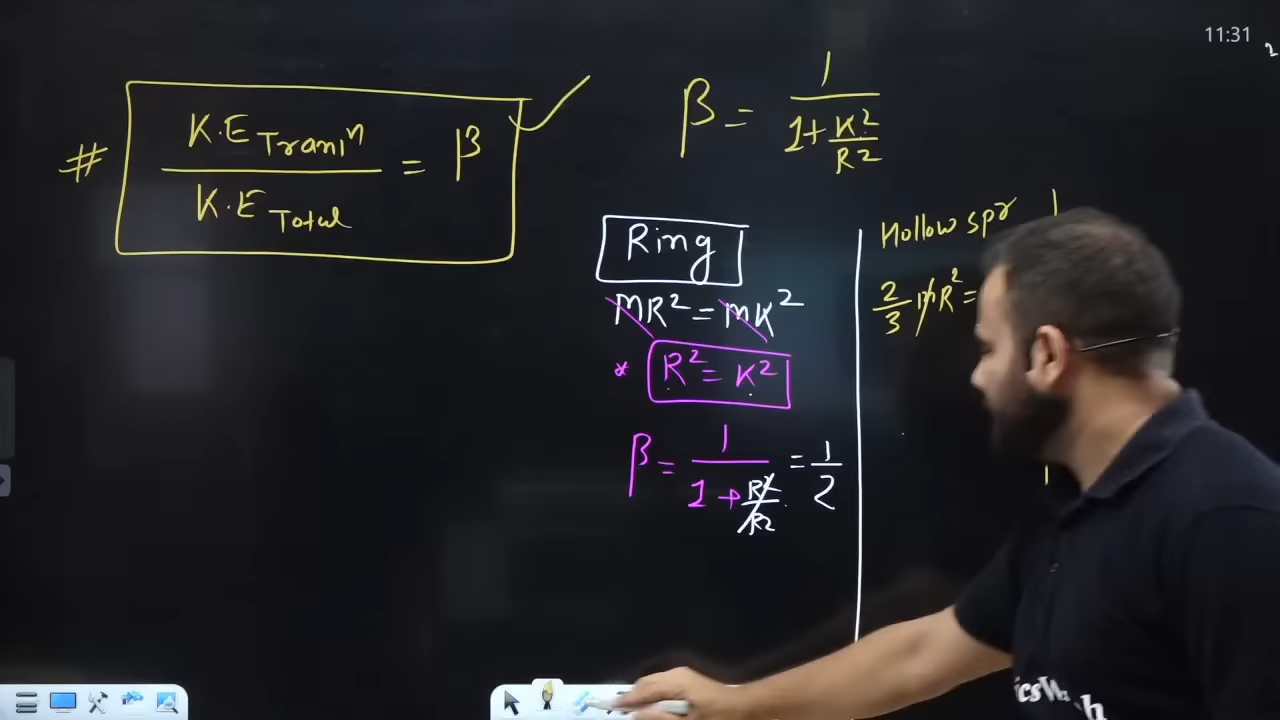 11:31
# K.E Tranlⁿ / K.E Total = β
β = 1 / 1 + K² / R²
Ring
mR² = mK²
* R² = K²
β = 1 / 1 + R² / R² = 1 / 2
Hollow spr
2 / 3 mR² =